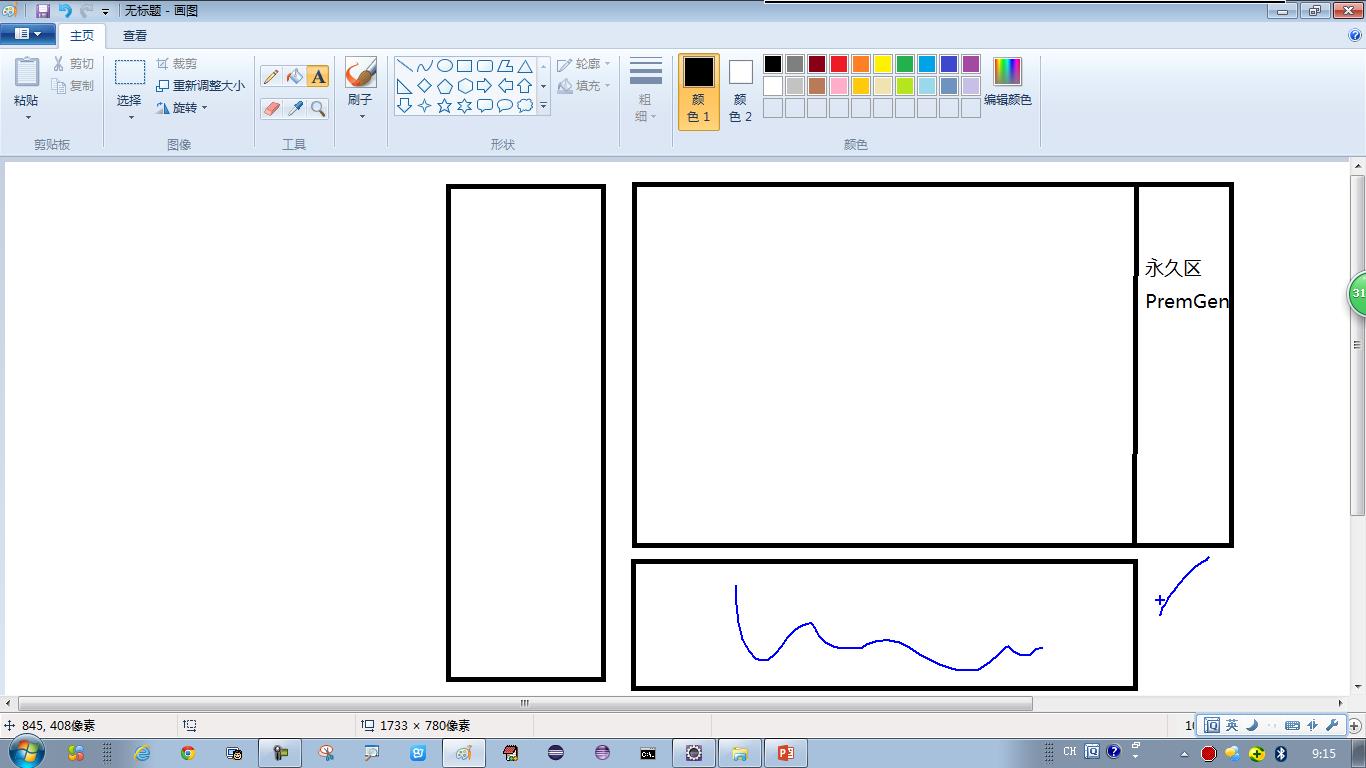 无标题 - 画图
主页 查看
粘贴
剪切
复制
剪贴板
选择
裁剪
重新调整大小
旋转
图像
A
工具
刷子
轮廓
填充
形状
粗
细
颜
色 1
颜
色 2
编辑颜色
颜色
永久区
PremGen
31
845, 408像素
1733 × 780像素
英
CH
9:15